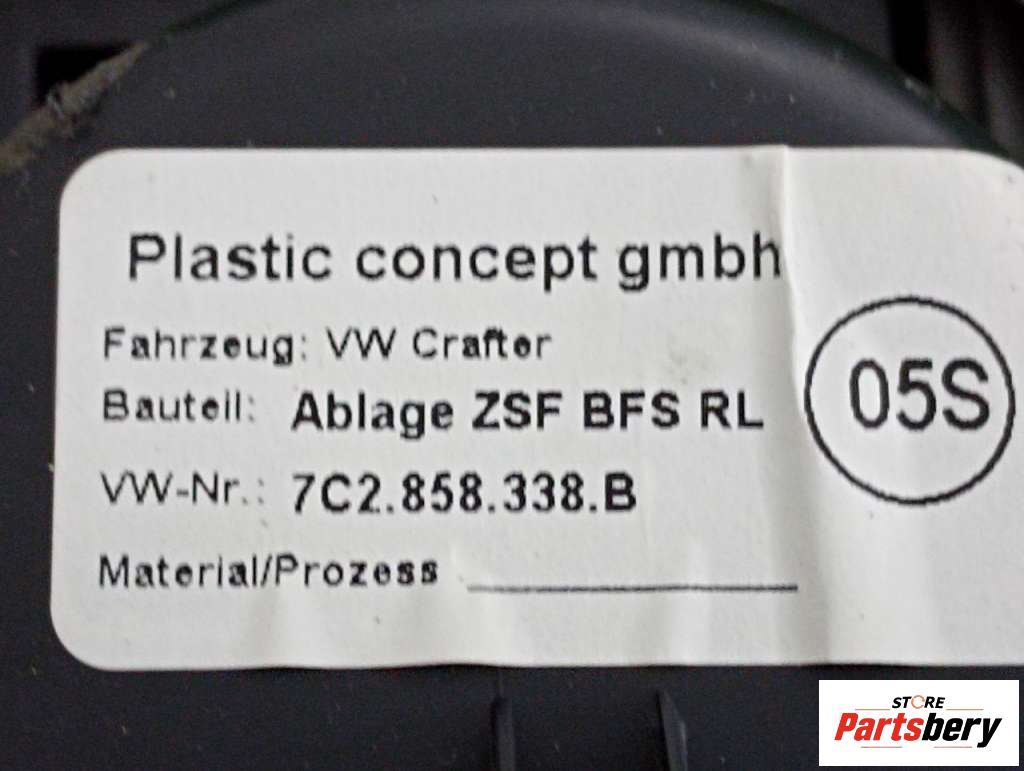 Plastic concept gmbh
Fahrzeug: VW Crafter
Bauteil: Ablage ZSF BFS RL
05S
VW-Nr.: 7C2.858.338.B
Material/Prozess
STORE
Partsbery